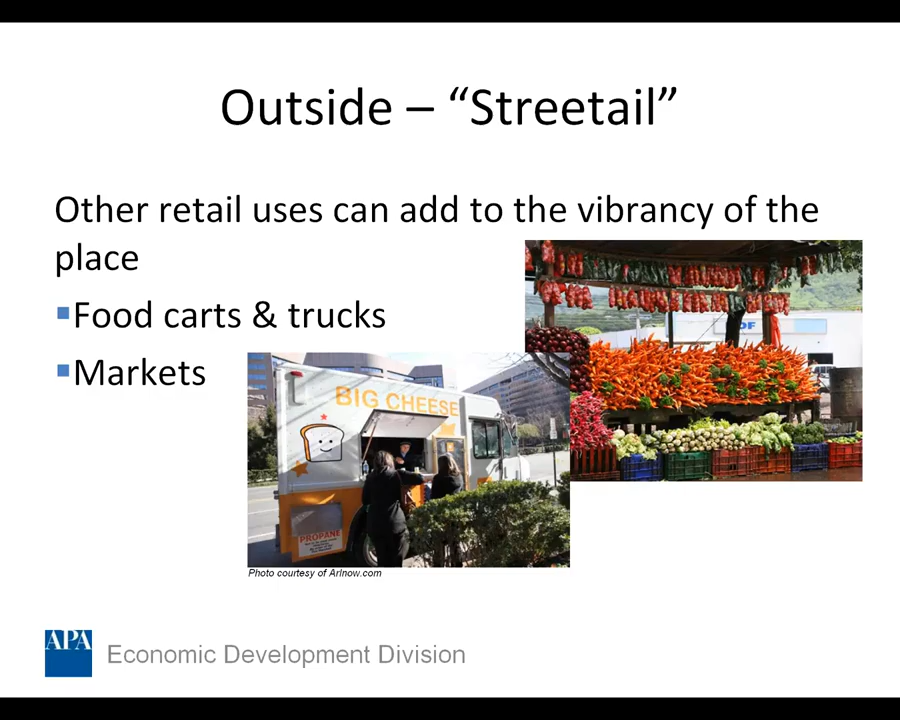 Outside – “Streetail”
Other retail uses can add to the vibrancy of the
place
▪Food carts & trucks
▪Markets
DF
BIG CHEESE
PROPANE
Photo courtesy of Arlnow.com
APA
Economic Development Division